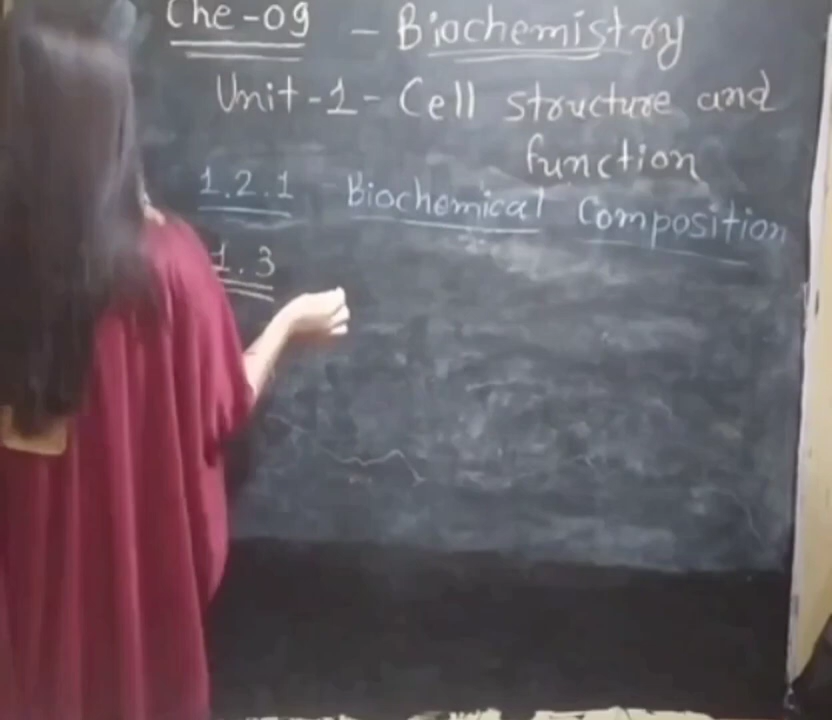 Che-09 - Biochemistry
Unit-1- Cell structure and
function
1.2.1 Biochemical Composition
1.3